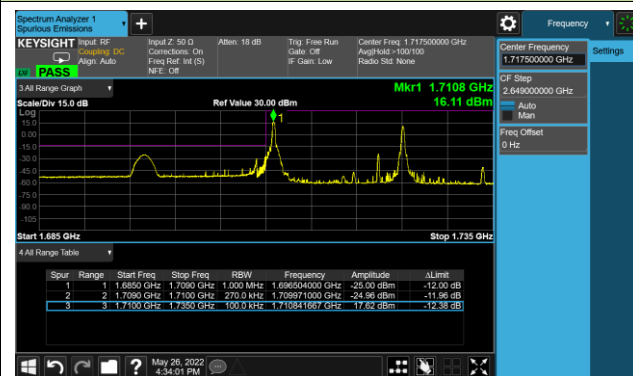 Spectrum Analyzer 1
Spurious Emissions
Frequency
KEYSIGHT Input: RF
Coupling: DC
Align: Auto
Input Z: 50 Ω
Corrections: On
Freq Ref: Int (S)
NFE: Off
Atten: 18 dB
Trig: Free Run
Gate: Off
IF Gain: Low
Center Freq: 1.717500000 GHz
Avg|Hold:>100/100
Radio Std: None
PASS
Center Frequency
1.717500000 GHz
Settings
CF Step
2.649000000 GHz
Auto
Man
Freq Offset
0 Hz
3 All Range Graph
Mkr1 1.7108 GHz
Scale/Div 15.0 dB
Ref Value 30.00 dBm
16.11 dBm
Log
15.0
0.00
-15.0
-30.0
-45.0
-60.0
-75.0
-90.0
-105
1
Start 1.685 GHz
Stop 1.735 GHz
4 All Range Table
Spur Range Start Freq Stop Freq RBW Frequency Amplitude ΔLimit
1 1 1.6850 GHz 1.7090 GHz 1.000 MHz 1.696504000 GHz -25.00 dBm -12.00 dB
2 2 1.7090 GHz 1.7100 GHz 270.0 kHz 1.709971000 GHz -24.96 dBm -11.96 dB
3 3 1.7100 GHz 1.7350 GHz 100.0 kHz 1.710841667 GHz 17.62 dBm -12.38 dB
?
May 26, 2022
4:34:01 PM